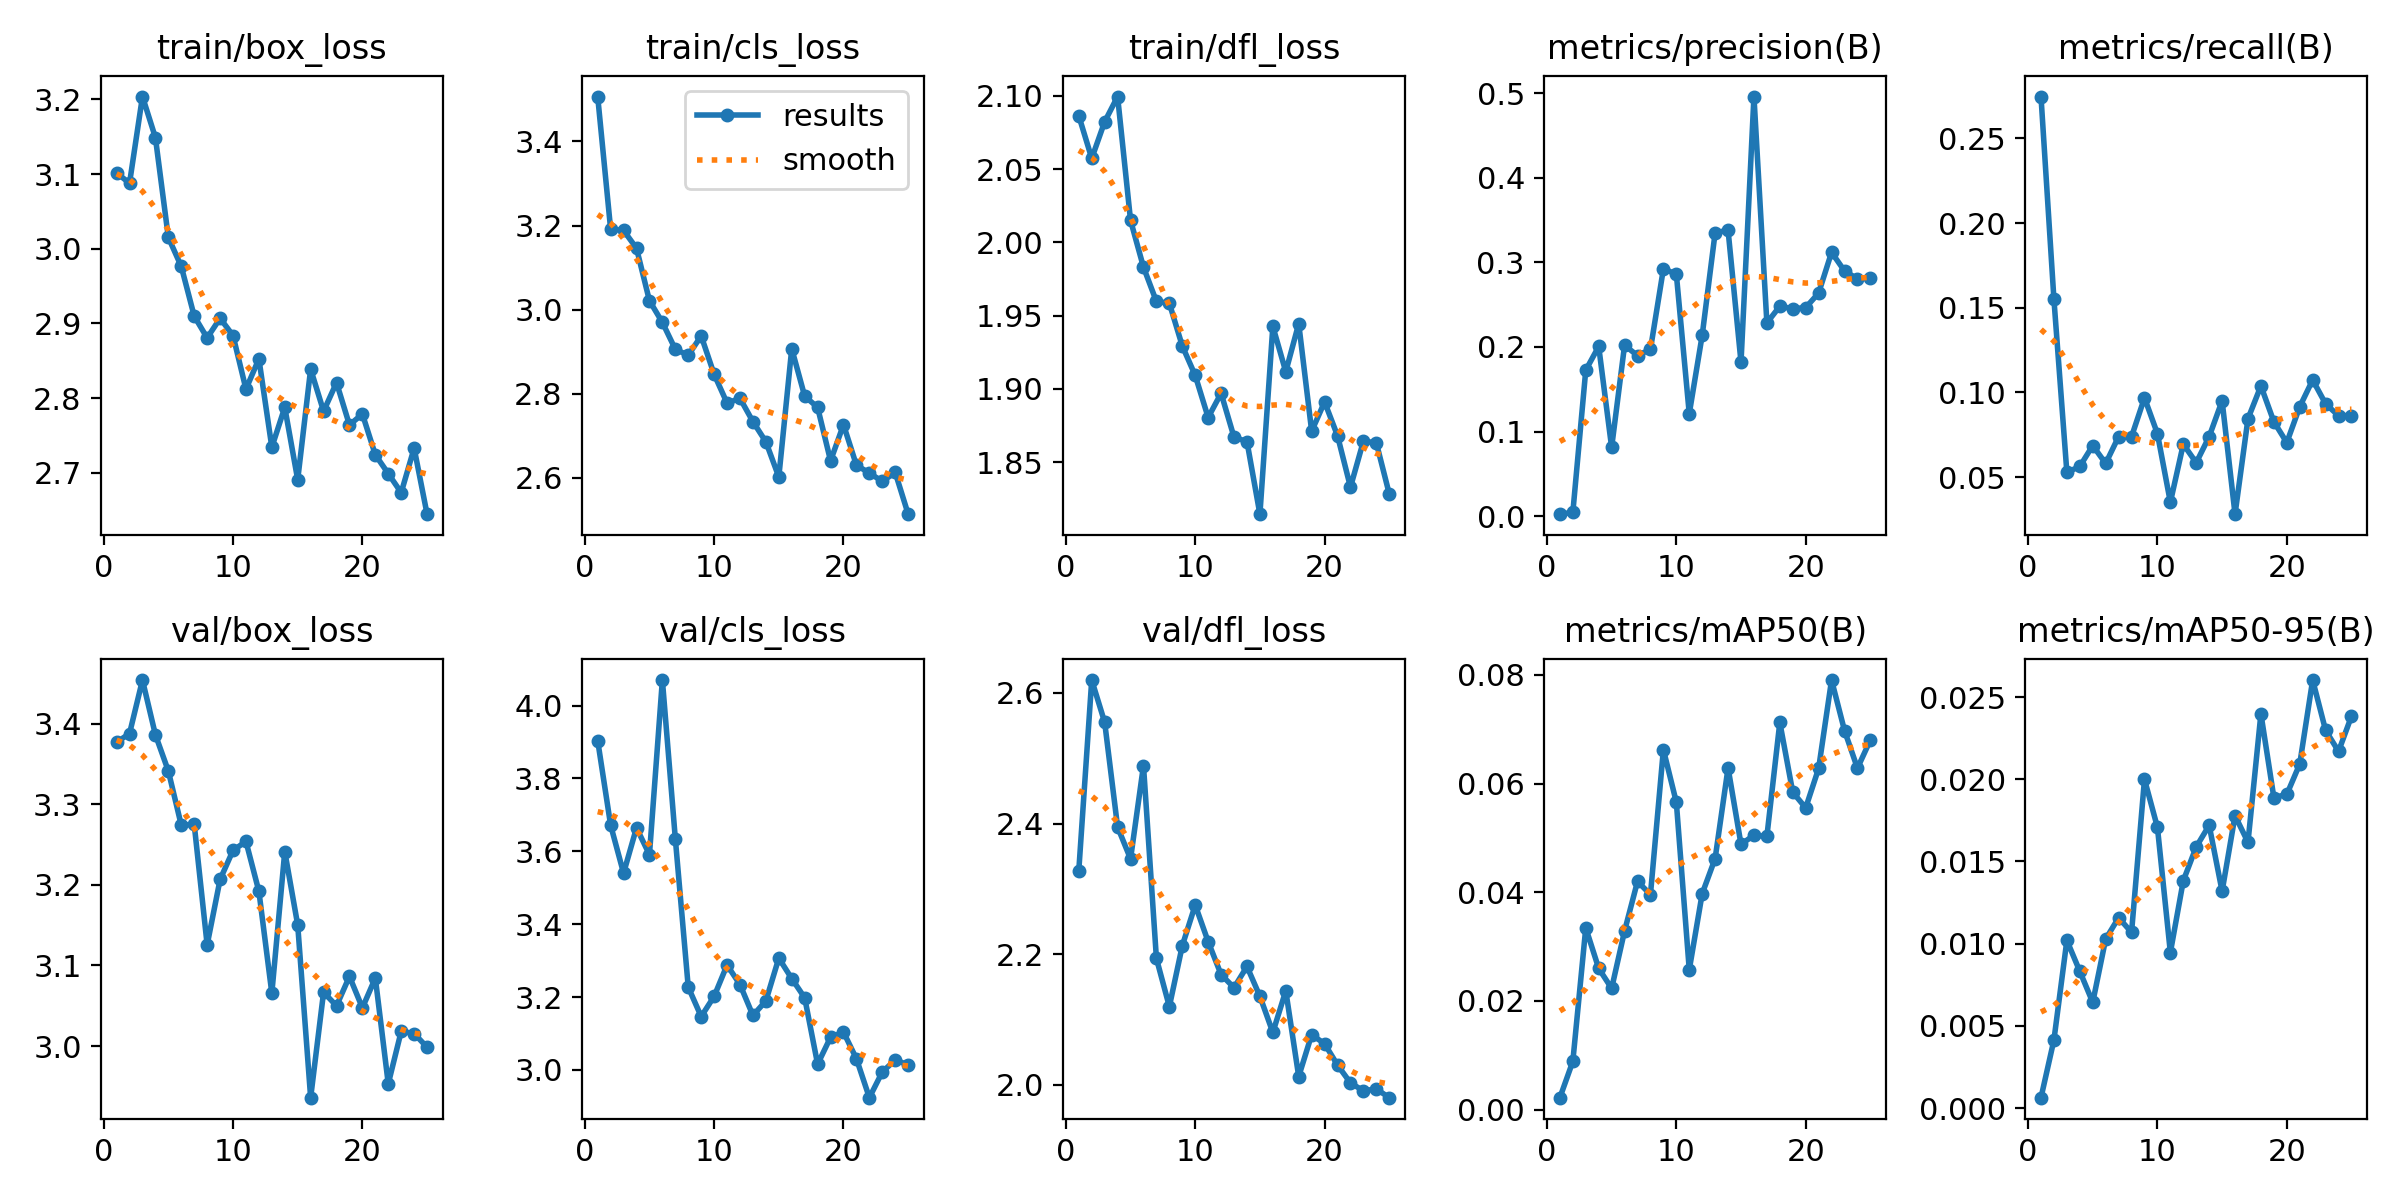 train/box_loss
train/cls_loss
train/dfl_loss
metrics/precision(B)
metrics/recall(B)
3.2
3.1
3.0
2.9
2.8
2.7
0 10 20
results
smooth
3.4
3.2
3.0
2.8
2.6
0 10 20
2.10
2.05
2.00
1.95
1.90
1.85
0 10 20
0.5
0.4
0.3
0.2
0.1
0.0
0 10 20
0.25
0.20
0.15
0.10
0.05
0 10 20
val/box_loss
val/cls_loss
val/dfl_loss
metrics/mAP50(B)
metrics/mAP50-95(B)
3.4
3.3
3.2
3.1
3.0
0 10 20
4.0
3.8
3.6
3.4
3.2
3.0
0 10 20
2.6
2.4
2.2
2.0
0 10 20
0.08
0.06
0.04
0.02
0.00
0 10 20
0.025
0.020
0.015
0.010
0.005
0.000
0 10 20